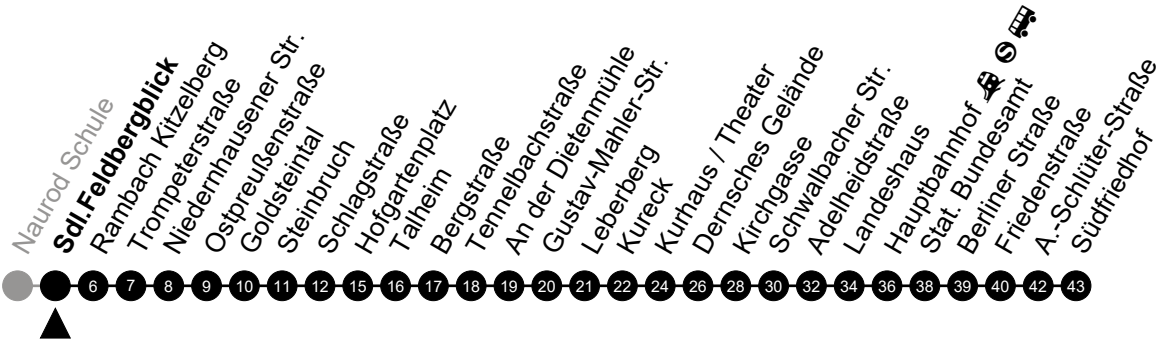 Naurod Schule
Sdl.Feldbergblick
Rambach Kitzelberg
Trompeterstraße
Niedernhausener Str.
Ostpreußenstraße
Goldsteintal
Steinbruch
Schlagstraße
Hofgartenplatz
Talheim
Bergstraße
Tennelbachstraße
An der Dietenmühle
Gustav-Mahler-Str.
Leberberg
Kureck
Kurhaus / Theater
Dernsches Gelände
Kirchgasse
Schwalbacher Str.
Adelheidstraße
Landeshaus
Hauptbahnhof S
Stat. Bundesamt
Berliner Straße
Friedenstraße
A.-Schlüter-Straße
Südfriedhof
6 7 8 9 10 11 12 15 16 17 18 19 20 21 22 24 26 28 30 32 34 36 38 39 40 42 43